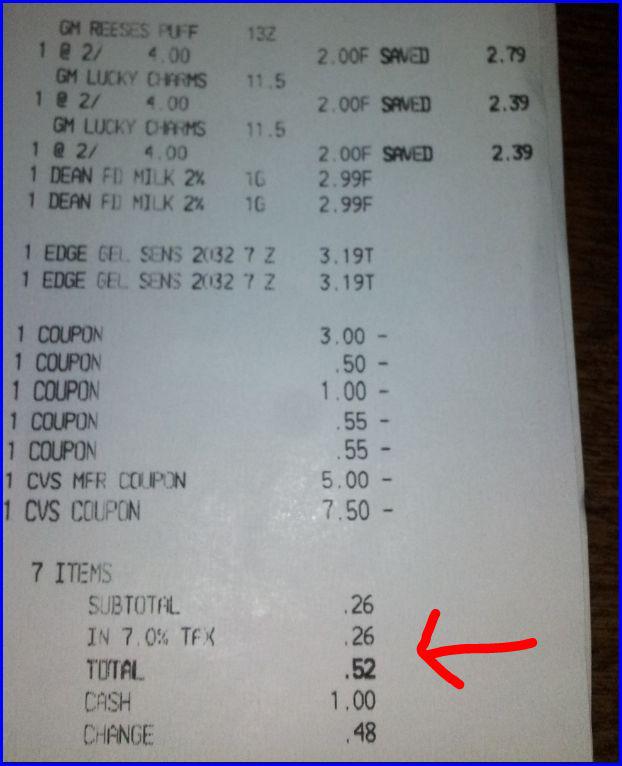 GM REESES PUFF 13Z
1 @ 2/ 4.00 2.00F SAVED 2.79
GM LUCKY CHARMS 11.5
1 @ 2/ 4.00 2.00F SAVED 2.39
GM LUCKY CHARMS 11.5
1 @ 2/ 4.00 2.00F SAVED 2.39
1 DEAN FD MILK 2% 1G 2.99F
1 DEAN FD MILK 2% 1G 2.99F
1 EDGE GEL SENS 2032 7 Z 3.19T
1 EDGE GEL SENS 2032 7 Z 3.19T
1 COUPON 3.00 -
1 COUPON .50 -
1 COUPON 1.00 -
1 COUPON .55 -
1 COUPON .55 -
1 CVS MFR COUPON 5.00 -
1 CVS COUPON 7.50 -
7 ITEMS
SUBTOTAL .26
IN 7.0% TAX .26
TOTAL .52
CASH 1.00
CHANGE .48